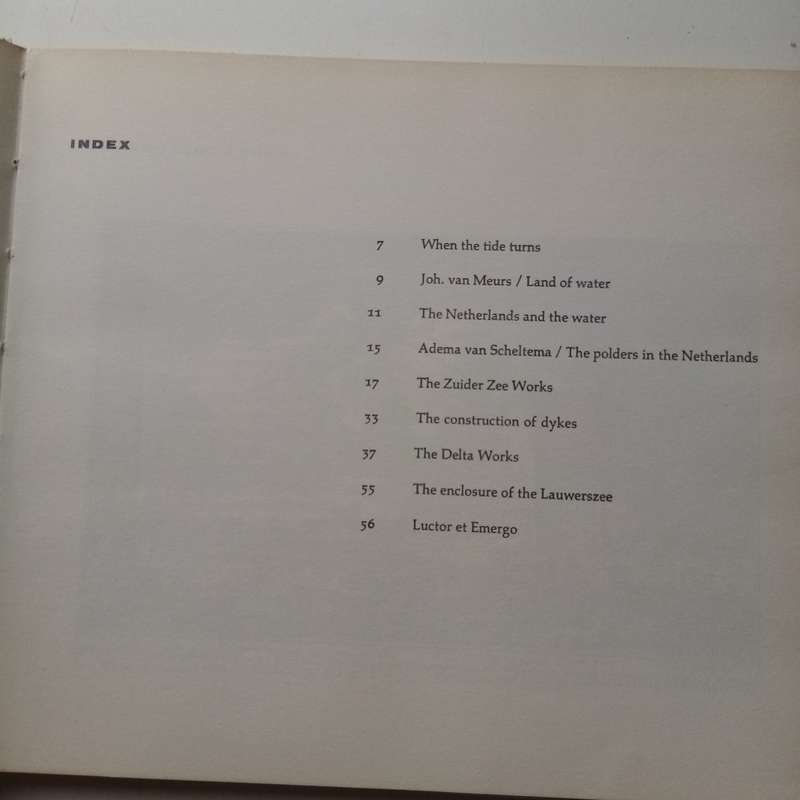 INDEX
7 When the tide turns
9 Joh. van Meurs / Land of water
11 The Netherlands and the water
15 Adema van Scheltema / The polders in the Netherlands
17 The Zuider Zee Works
33 The construction of dykes
37 The Delta Works
55 The enclosure of the Lauwerszee
56 Luctor et Emergo